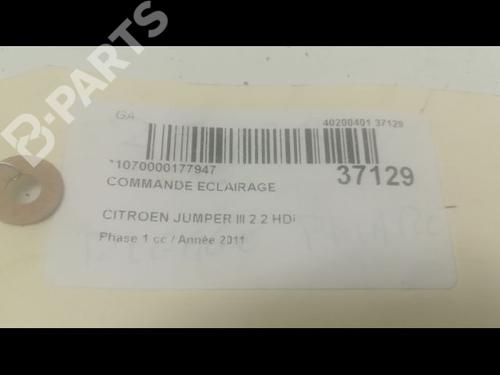 B-PARTS
GA
40200401 37129
*1070000177947
37129
COMMANDE ECLAIRAGE
CITROEN JUMPER III 2.2 HDi
Phase 1 cc / Année 2011